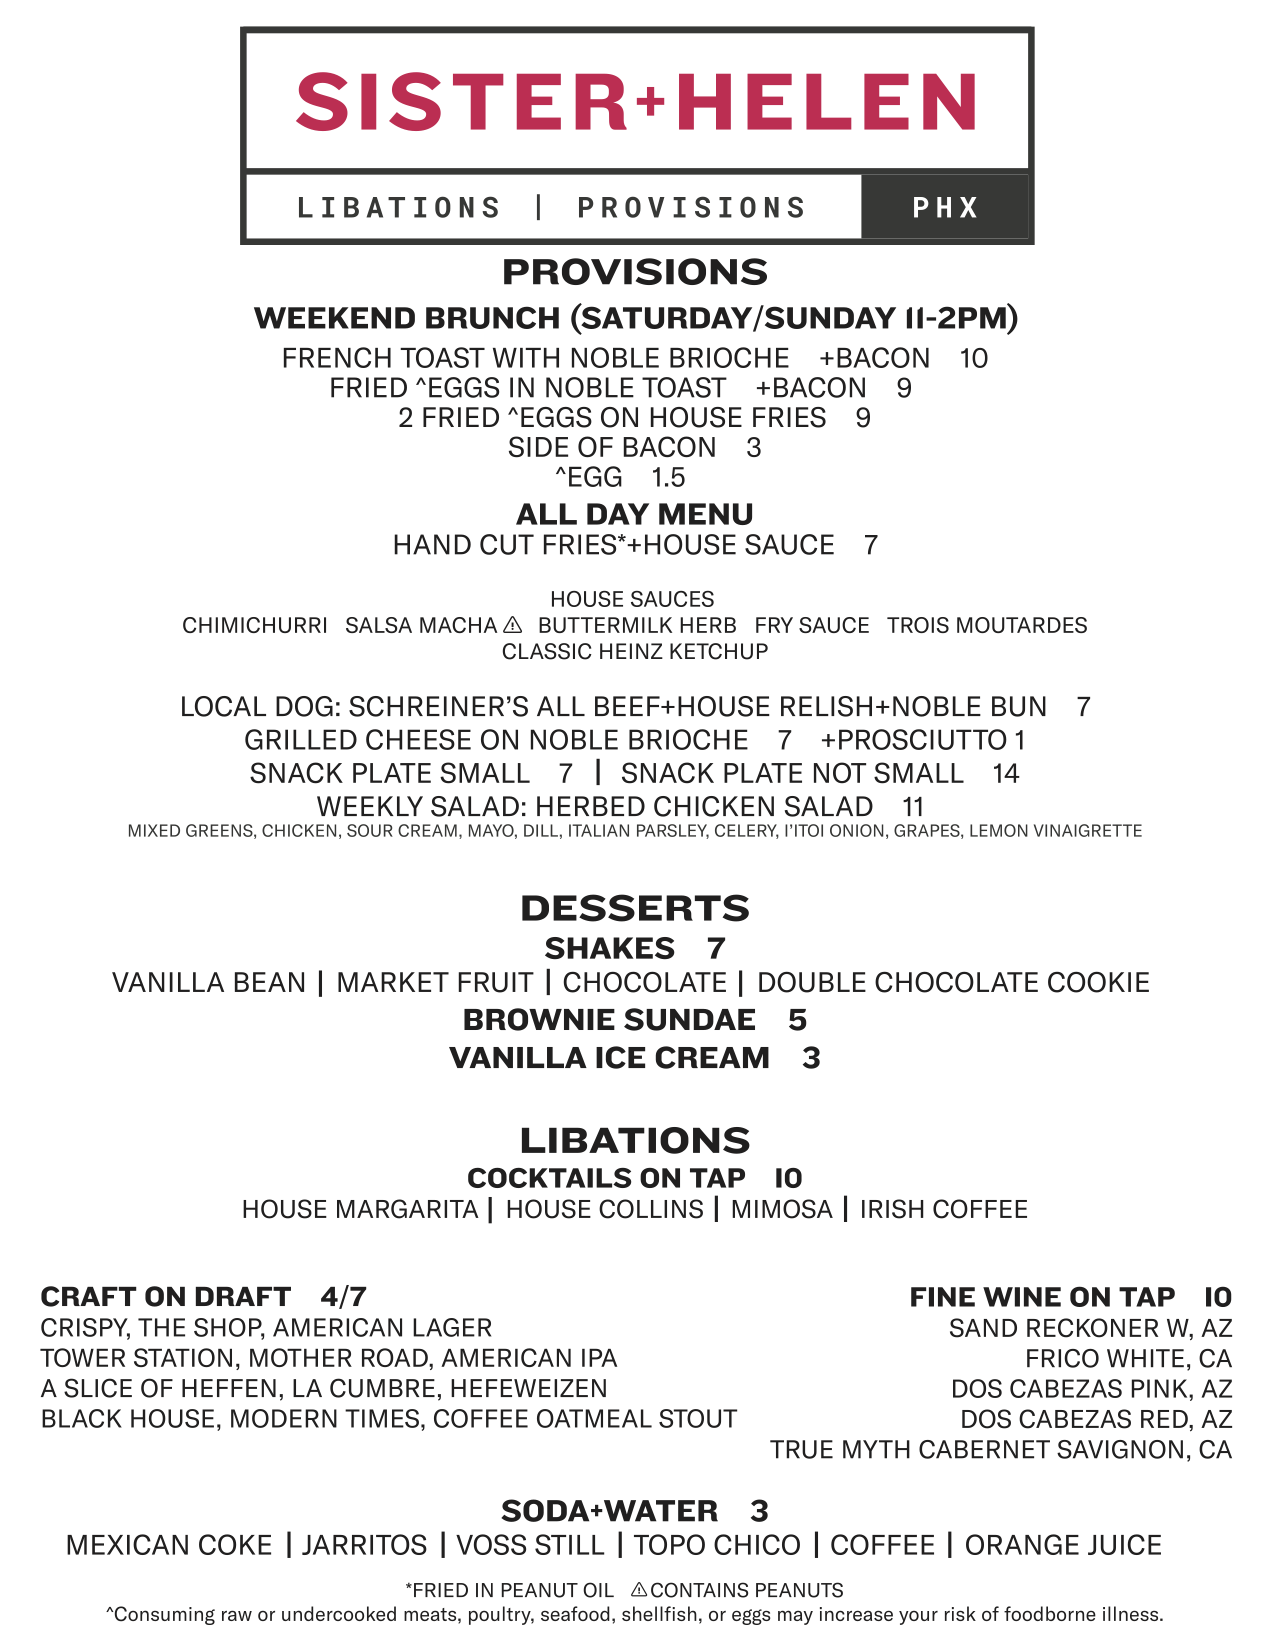 SISTER+HELEN
LIBATIONS | PROVISIONS PHX
PROVISIONS
WEEKEND BRUNCH (SATURDAY/SUNDAY 11-2PM)
FRENCH TOAST WITH NOBLE BRIOCHE +BACON 10
FRIED ^EGGS IN NOBLE TOAST +BACON 9
2 FRIED ^EGGS ON HOUSE FRIES 9
SIDE OF BACON 3
^EGG 1.5
ALL DAY MENU
HAND CUT FRIES*+HOUSE SAUCE 7
HOUSE SAUCES
CHIMICHURRI SALSA MACHA ⚠ BUTTERMILK HERB FRY SAUCE TROIS MOUTARDES
CLASSIC HEINZ KETCHUP
LOCAL DOG: SCHREINER’S ALL BEEF+HOUSE RELISH+NOBLE BUN 7
GRILLED CHEESE ON NOBLE BRIOCHE 7 +PROSCIUTTO 1
SNACK PLATE SMALL 7 | SNACK PLATE NOT SMALL 14
WEEKLY SALAD: HERBED CHICKEN SALAD 11
MIXED GREENS, CHICKEN, SOUR CREAM, MAYO, DILL, ITALIAN PARSLEY, CELERY, I’ITOI ONION, GRAPES, LEMON VINAIGRETTE
DESSERTS
SHAKES 7
VANILLA BEAN | MARKET FRUIT | CHOCOLATE | DOUBLE CHOCOLATE COOKIE
BROWNIE SUNDAE 5
VANILLA ICE CREAM 3
LIBATIONS
COCKTAILS ON TAP 10
HOUSE MARGARITA | HOUSE COLLINS | MIMOSA | IRISH COFFEE
CRAFT ON DRAFT 4/7
CRISPY, THE SHOP, AMERICAN LAGER
TOWER STATION, MOTHER ROAD, AMERICAN IPA
A SLICE OF HEFFEN, LA CUMBRE, HEFEWEIZEN
BLACK HOUSE, MODERN TIMES, COFFEE OATMEAL STOUT
FINE WINE ON TAP 10
SAND RECKONER W, AZ
FRICO WHITE, CA
DOS CABEZAS PINK, AZ
DOS CABEZAS RED, AZ
TRUE MYTH CABERNET SAVIGNON, CA
SODA+WATER 3
MEXICAN COKE | JARRITOS | VOSS STILL | TOPO CHICO | COFFEE | ORANGE JUICE
*FRIED IN PEANUT OIL ⚠CONTAINS PEANUTS
^Consuming raw or undercooked meats, poultry, seafood, shellfish, or eggs may increase your risk of foodborne illness.